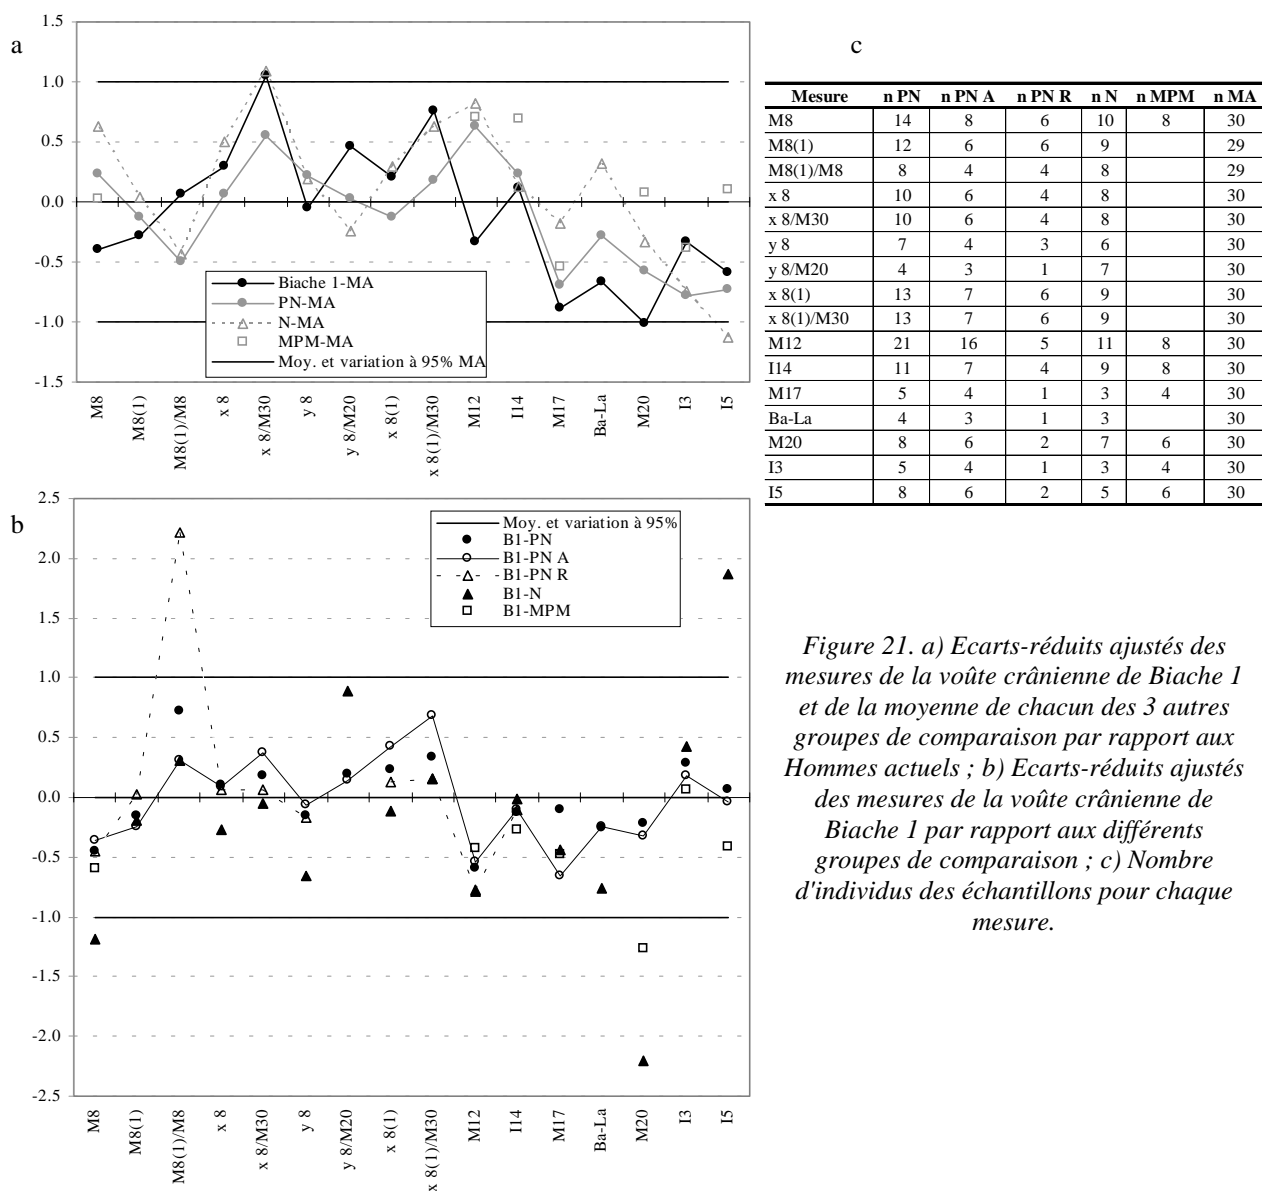 a
1.5
1.0
0.5
0.0
-0.5
-1.0
-1.5
Biache 1-MA
PN-MA
N-MA
MPM-MA
Moy. et variation à 95% MA
M8
M8(1)
M8(1)/M8
x 8
x 8/M30
y 8
y 8/M20
x 8(1)
x 8(1)/M30
M12
I14
M17
Ba-La
M20
I3
I5
c
Mesure n PN n PN A n PN R n N n MPM n MA
M8 14 8 6 10 8 30
M8(1) 12 6 6 9 29
M8(1)/M8 8 4 4 8 29
x 8 10 6 4 8 30
x 8/M30 10 6 4 8 30
y 8 7 4 3 6 30
y 8/M20 4 3 1 7 30
x 8(1) 13 7 6 9 30
x 8(1)/M30 13 7 6 9 30
M12 21 16 5 11 8 30
I14 11 7 4 9 8 30
M17 5 4 1 3 4 30
Ba-La 4 3 1 3 30
M20 8 6 2 7 6 30
I3 5 4 1 3 4 30
I5 8 6 2 5 6 30
b
2.5
2.0
1.5
1.0
0.5
0.0
-0.5
-1.0
-1.5
-2.0
-2.5
Moy. et variation à 95%
B1-PN
B1-PN A
B1-PN R
B1-N
B1-MPM
M8
M8(1)
M8(1)/M8
x 8
x 8/M30
y 8
y 8/M20
x 8(1)
x 8(1)/M30
M12
I14
M17
Ba-La
M20
I3
I5
Figure 21. a) Ecarts-réduits ajustés des
mesures de la voûte crânienne de Biache 1
et de la moyenne de chacun des 3 autres
groupes de comparaison par rapport aux
Hommes actuels ; b) Ecarts-réduits ajustés
des mesures de la voûte crânienne de
Biache 1 par rapport aux différents
groupes de comparaison ; c) Nombre
d'individus des échantillons pour chaque
mesure.